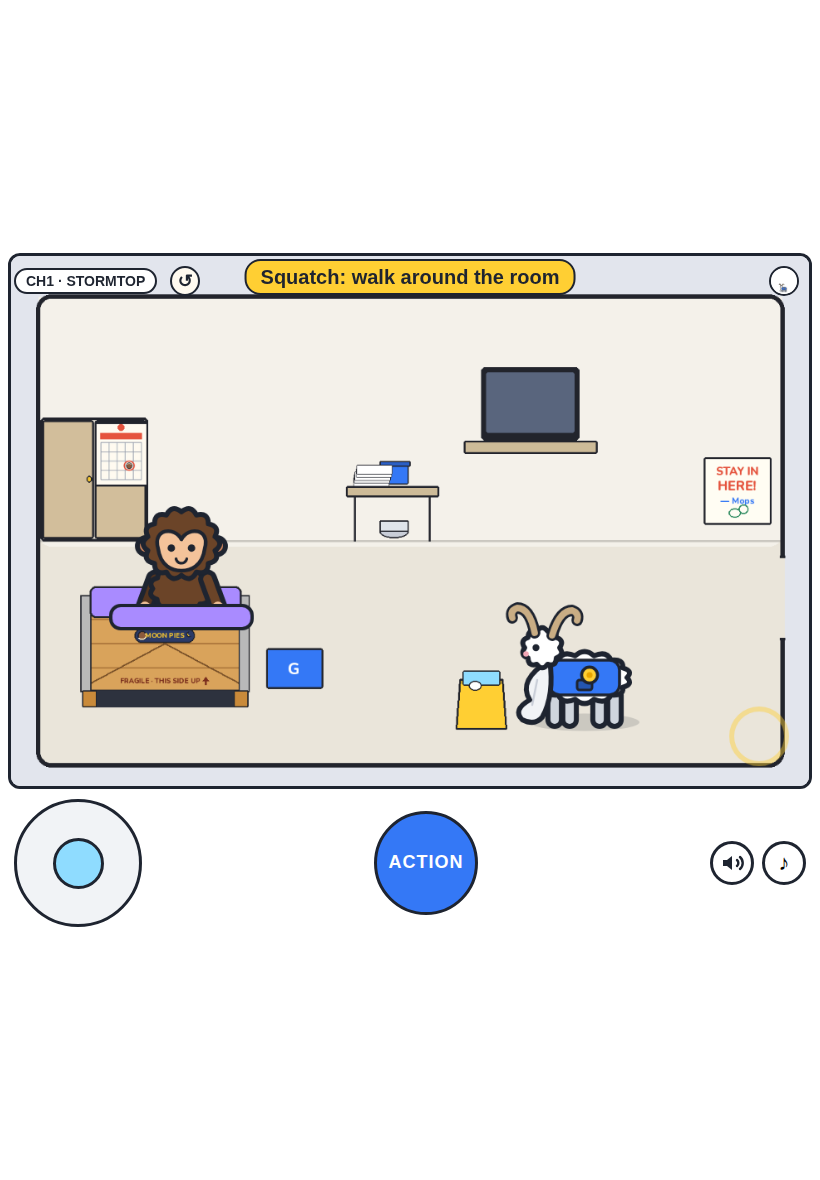 CH1 · STORMTOP
↺
Squatch: walk around the room
STAY IN
HERE!
— Mops
MOON PIES ·
FRAGILE · THIS SIDE UP ↑
G
ACTION
♪